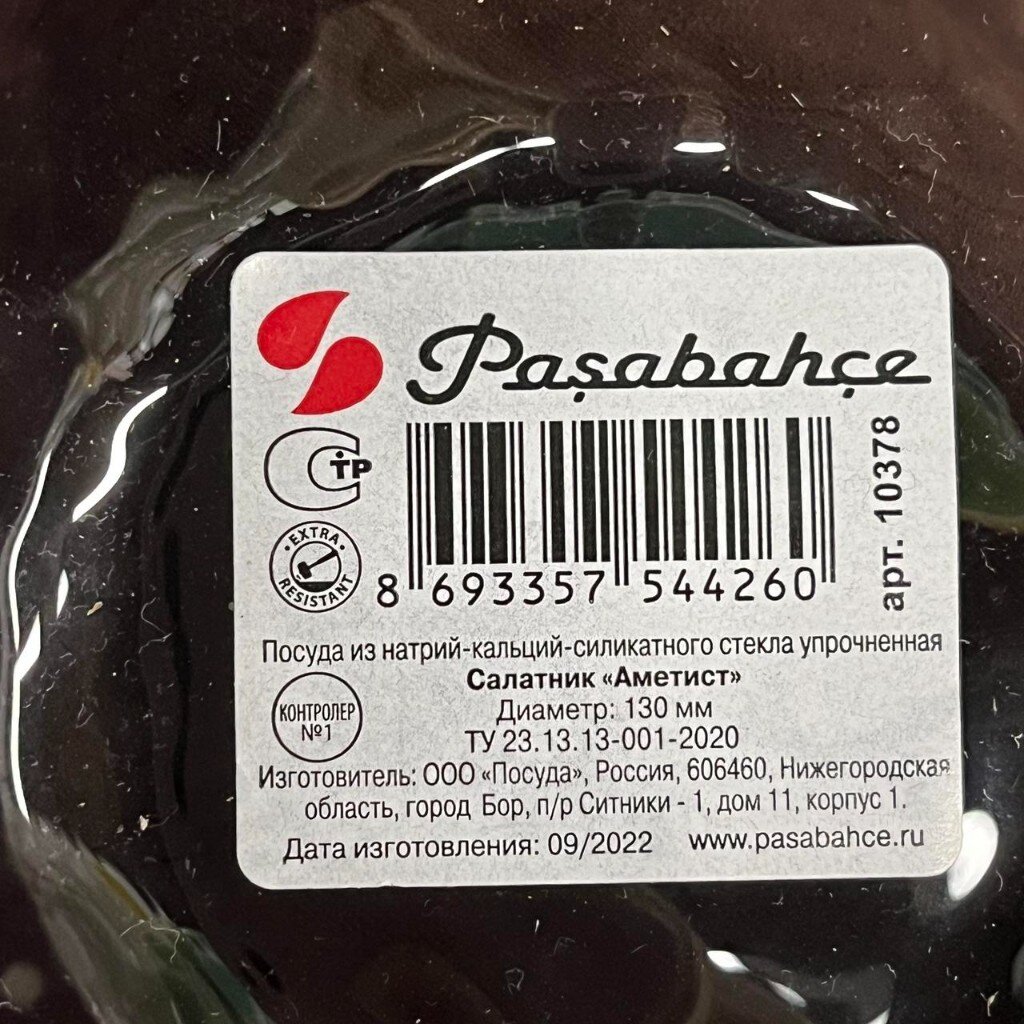 Paşabahçe
СТР
EXTRA
RESISTANT
8 693357 544260
арт. 10378
Посуда из натрий-кальций-силикатного стекла упрочненная
Салатник «Аметист»
Диаметр: 130 мм
КОНТРОЛЕР
№1
ТУ 23.13.13-001-2020
Изготовитель: ООО «Посуда», Россия, 606460, Нижегородская
область, город Бор, п/р Ситники - 1, дом 11, корпус 1.
Дата изготовления: 09/2022 www.pasabahce.ru